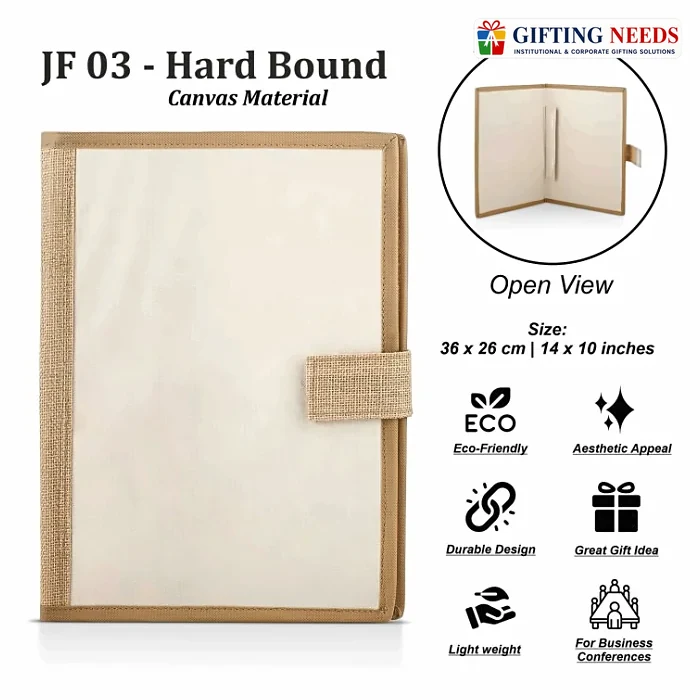 GIFTING NEEDS
INSTITUTIONAL & CORPORATE GIFTING SOLUTIONS
JF 03 - Hard Bound
Canvas Material
Open View
Size:
36 x 26 cm | 14 x 10 inches
ECO
Eco-Friendly
Aesthetic Appeal
Durable Design
Great Gift Idea
Light weight
For Business
Conferences